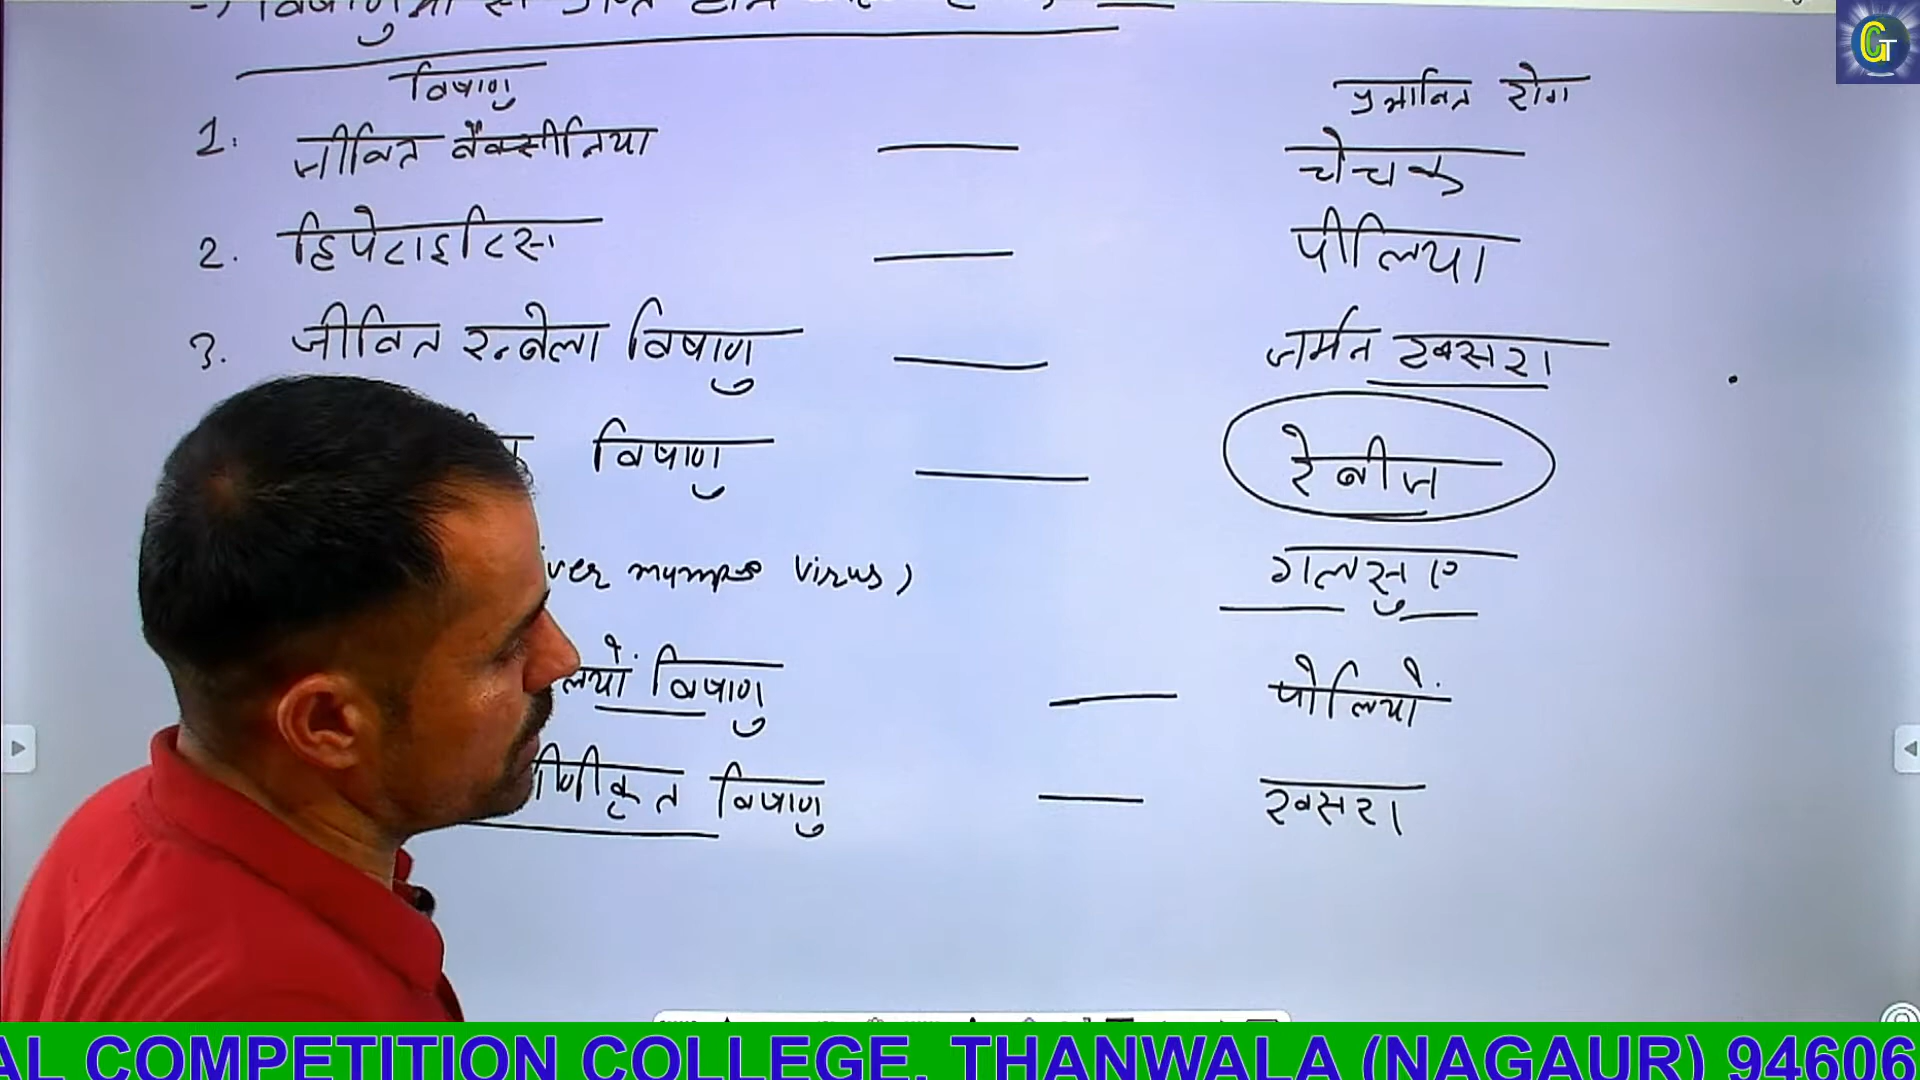 विषाणु प्रभावित रोग
1. जीवित वैक्सीनिया — चेचक
2. हिपेटाइटिस — पीलिया
3. जीवित रूबेला विषाणु — जर्मन खसरा
विषाणु — रेबीज
ver mumps virus) गलसुए
लियों विषाणु — पोलियों
णीकृत विषाणु — खसरा
GT
AL COMPETITION COLLEGE, THANWALA (NAGAUR) 94606